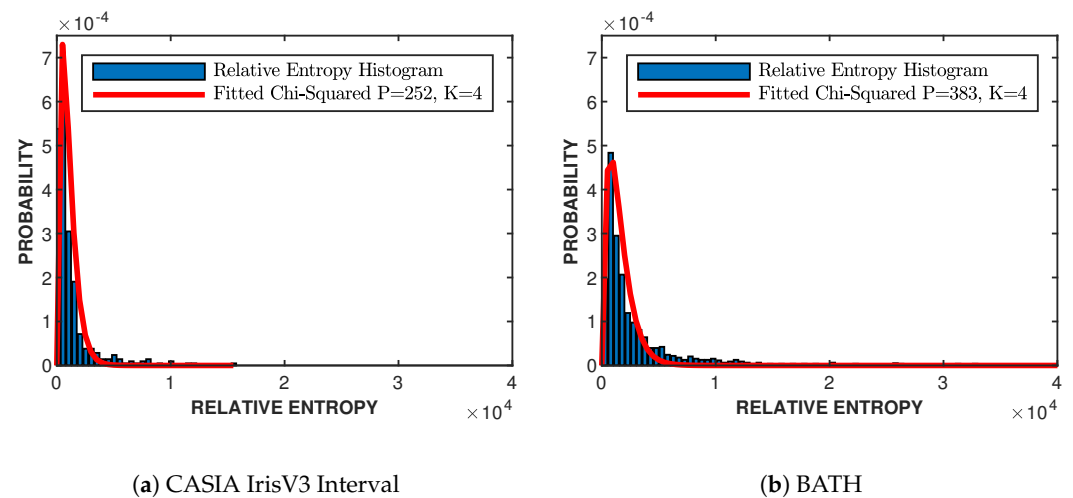 ×10⁻⁴
7
6
5
4
3
2
1
0
PROBABILITY
Relative Entropy Histogram
Fitted Chi-Squared P=252, K=4
0 1 2 3 4
RELATIVE ENTROPY
×10⁴
(a) CASIA IrisV3 Interval
×10⁻⁴
7
6
5
4
3
2
1
0
PROBABILITY
Relative Entropy Histogram
Fitted Chi-Squared P=383, K=4
0 1 2 3 4
RELATIVE ENTROPY
×10⁴
(b) BATH